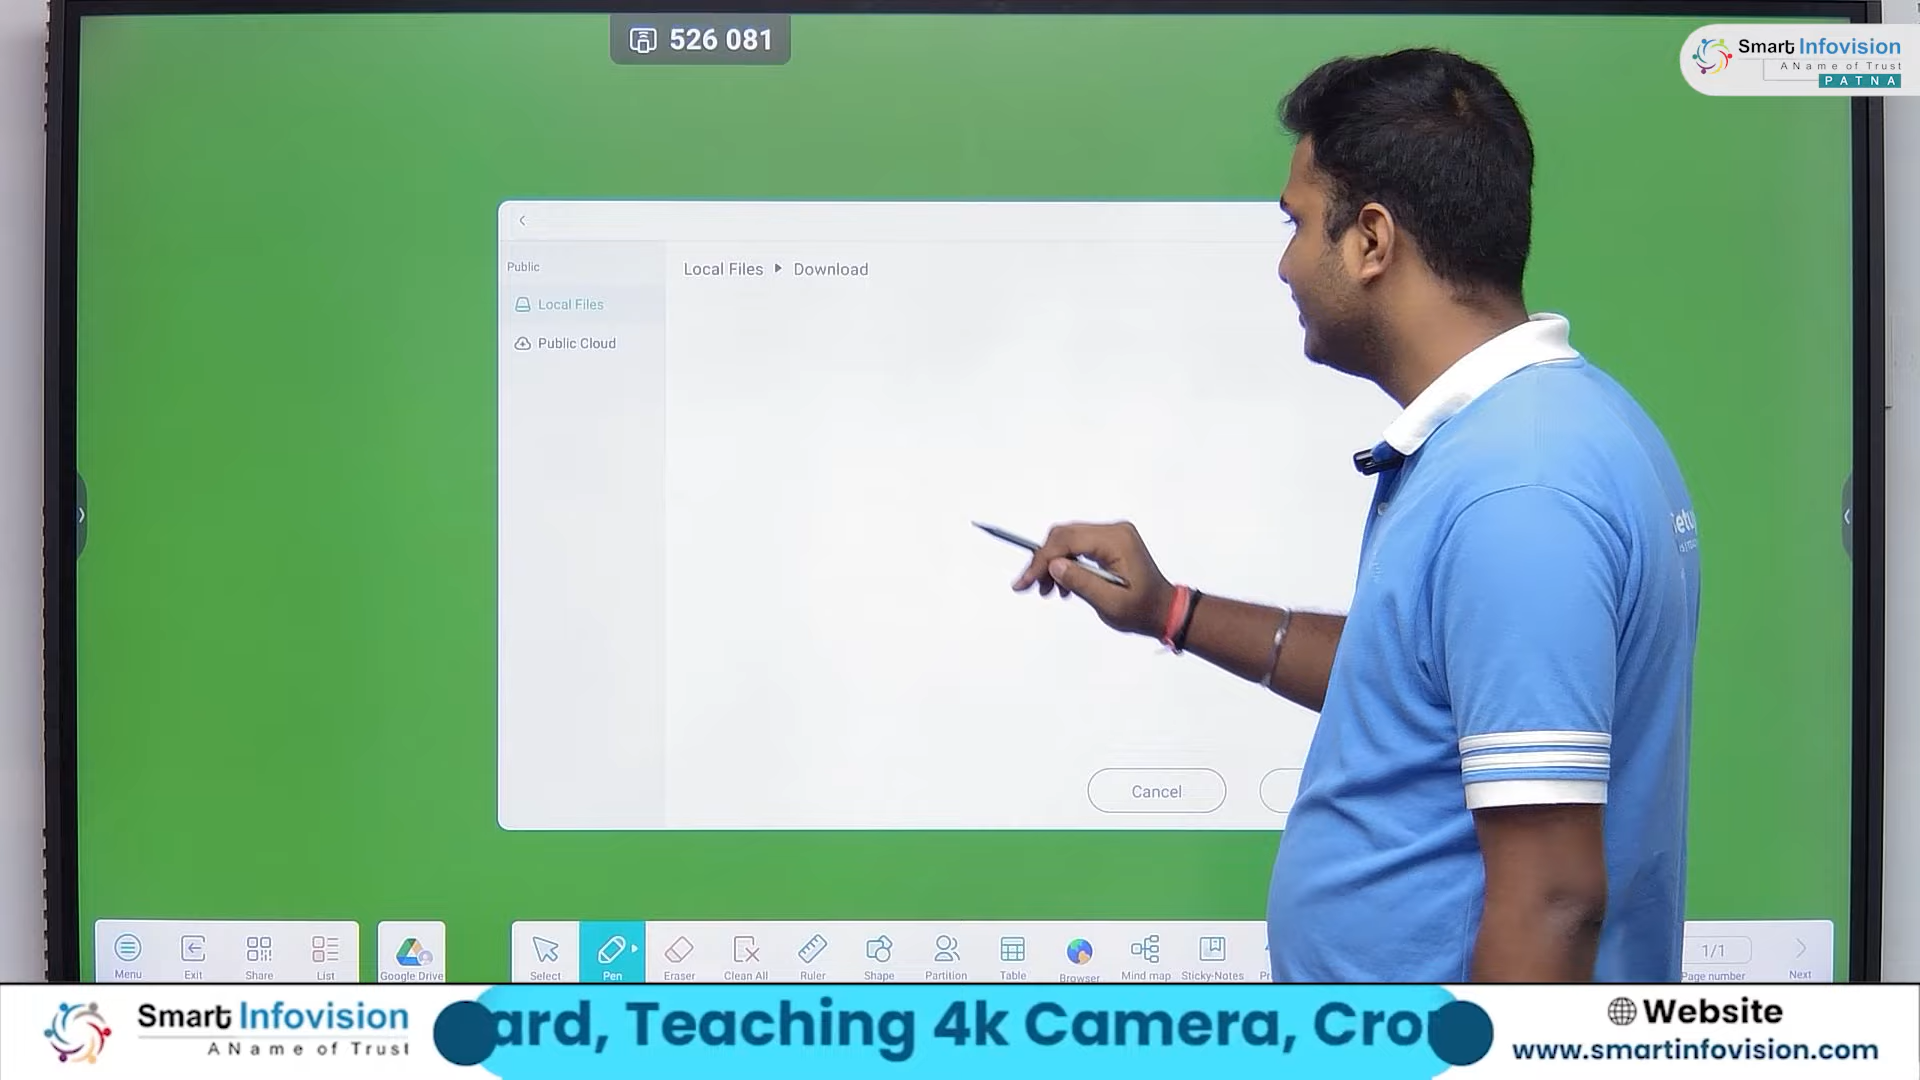 526 081
Smart Infovision
A Name of Trust
PATNA
Public
Local Files
Public Cloud
Local Files ▸ Download
Cancel
Menu
Exit
Share
List
Google Drive
Select
Pen
Eraser
Clean All
Ruler
Shape
Partition
Table
Browser
Mind map
Sticky-Notes
1/1
Page number
Next
Smart Infovision
A Name of Trust
ard, Teaching 4k Camera, Cro
Website
www.smartinfovision.com